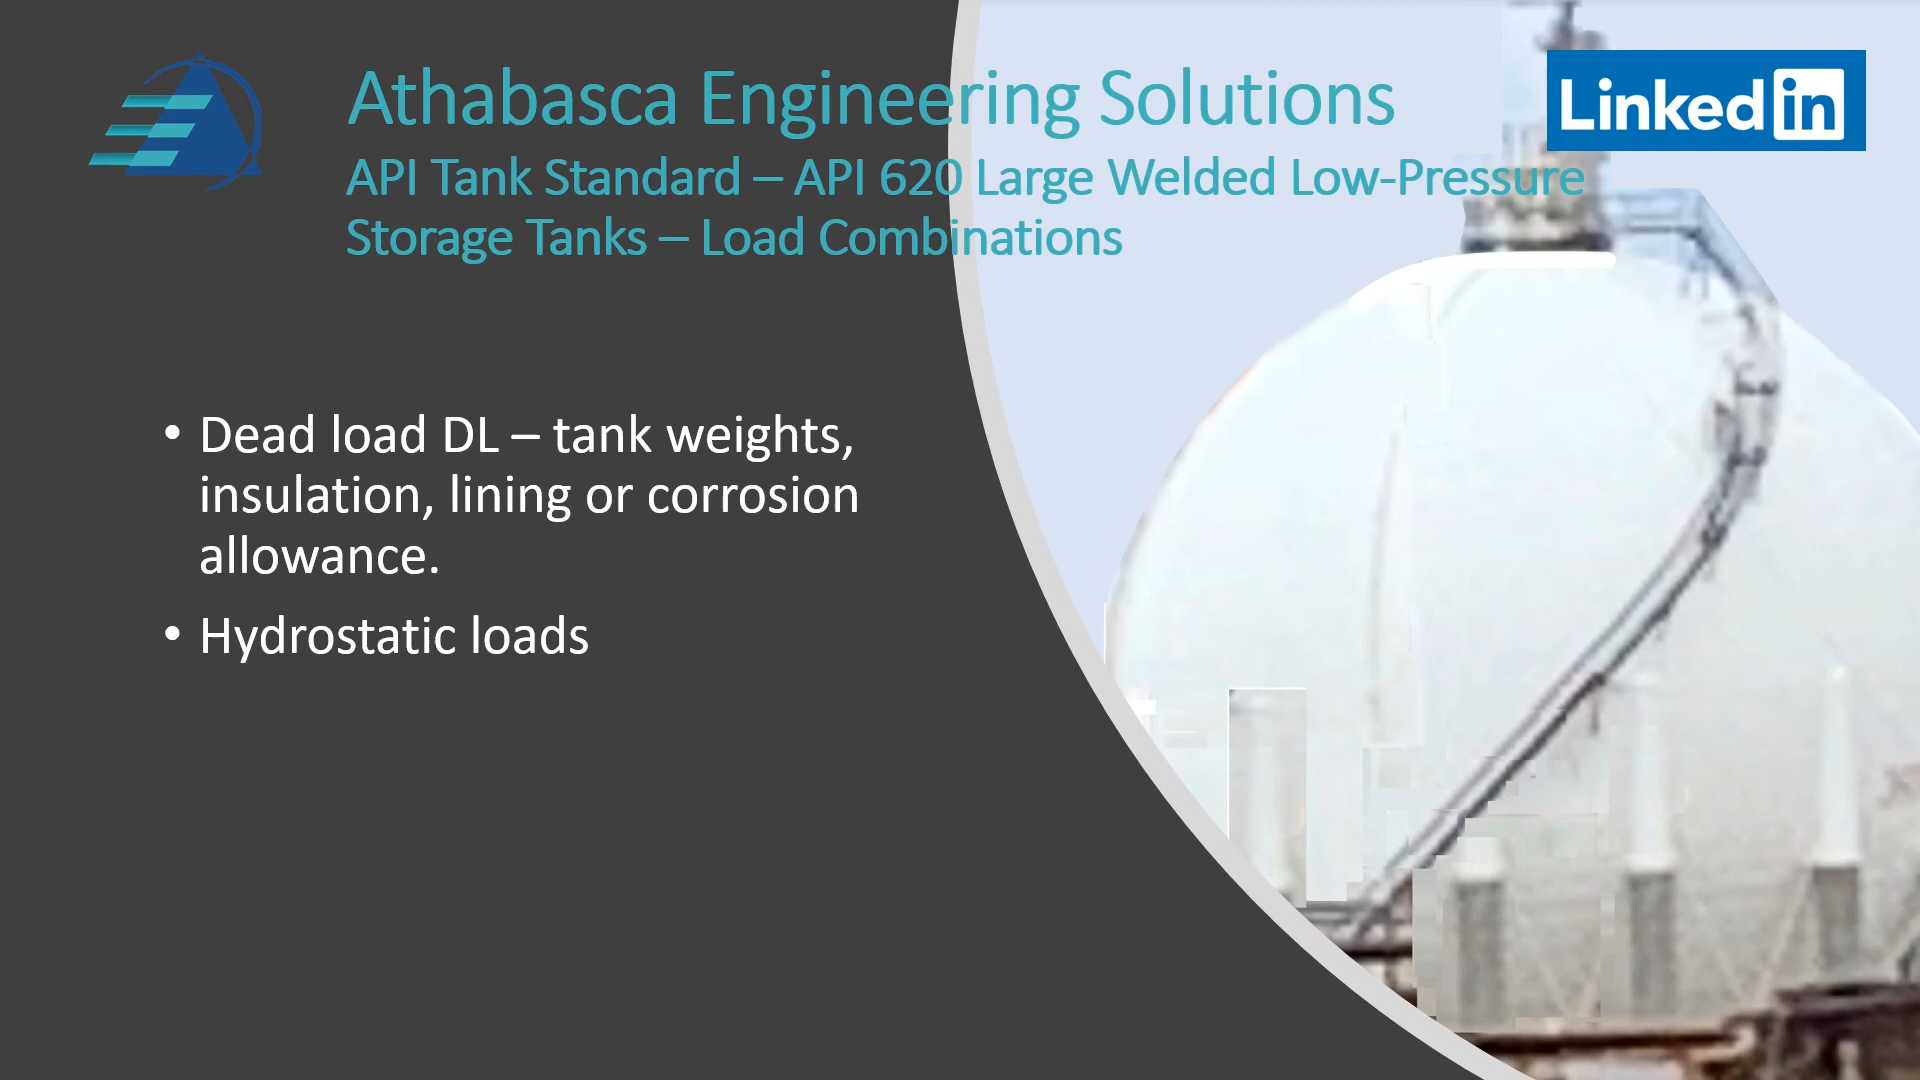 Athabasca Engineering Solutions
LinkedIn
API Tank Standard – API 620 Large Welded Low-Pressure
Storage Tanks – Load Combinations
• Dead load DL – tank weights,
insulation, lining or corrosion
allowance.
• Hydrostatic loads